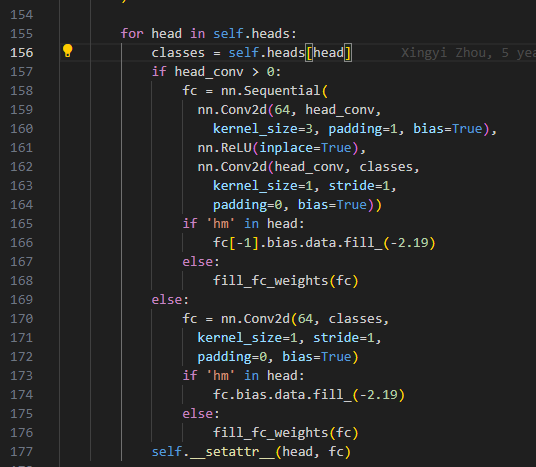 154
155 for head in self.heads:
156 classes = self.heads[head] Xingyi Zhou, 5 yea
157 if head_conv > 0:
158 fc = nn.Sequential(
159 nn.Conv2d(64, head_conv,
160 kernel_size=3, padding=1, bias=True),
161 nn.ReLU(inplace=True),
162 nn.Conv2d(head_conv, classes,
163 kernel_size=1, stride=1,
164 padding=0, bias=True))
165 if 'hm' in head:
166 fc[-1].bias.data.fill_(-2.19)
167 else:
168 fill_fc_weights(fc)
169 else:
170 fc = nn.Conv2d(64, classes,
171 kernel_size=1, stride=1,
172 padding=0, bias=True)
173 if 'hm' in head:
174 fc.bias.data.fill_(-2.19)
175 else:
176 fill_fc_weights(fc)
177 self.__setattr__(head, fc)